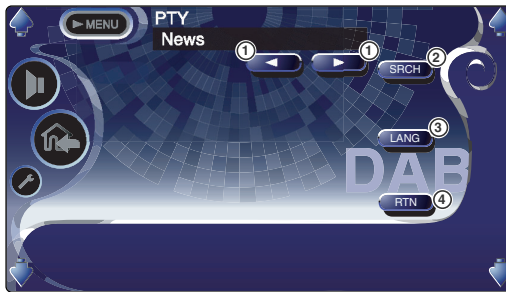 ► MENU
PTY
News
① ①
◄ ►
SRCH ②
LANG ③
DAB
RTN ④